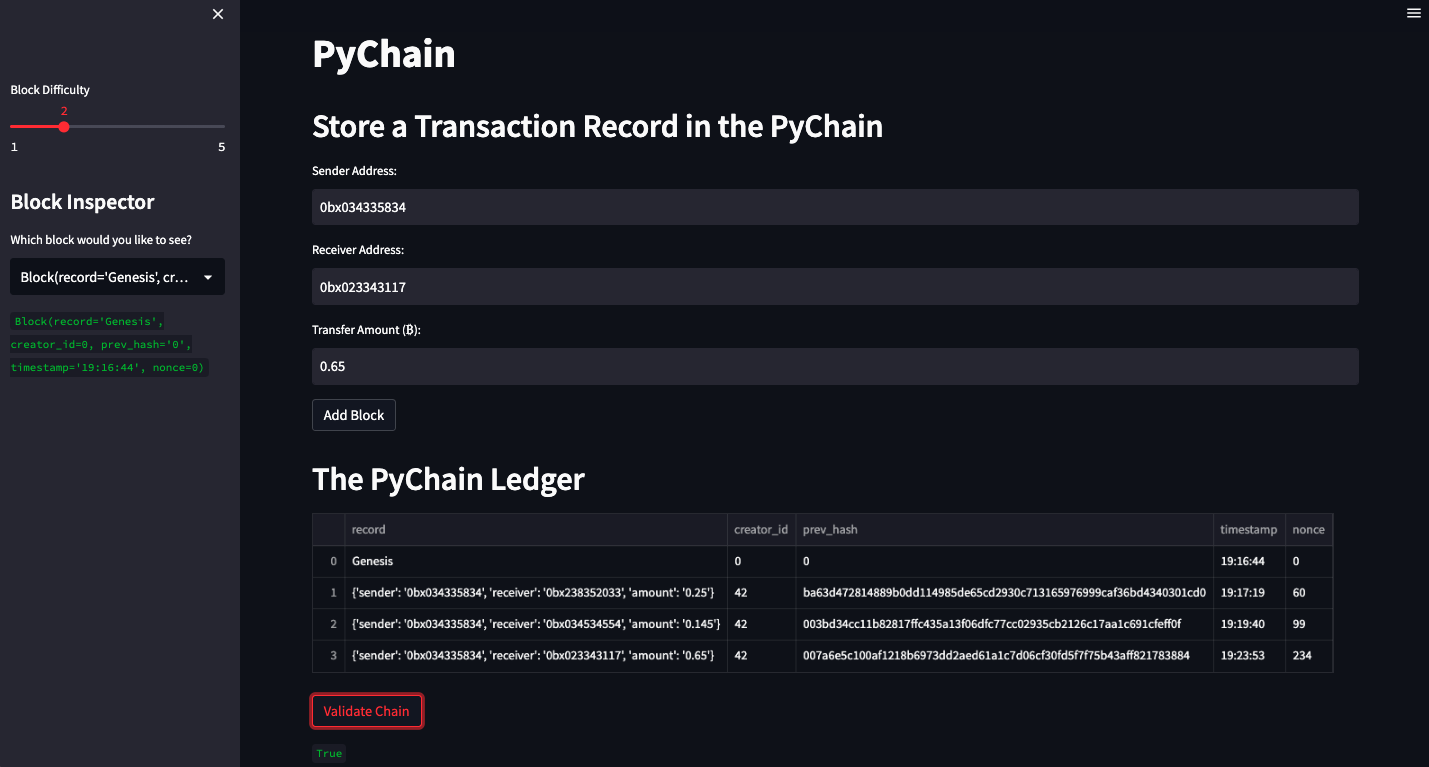 Block Difficulty
2
1 5
Block Inspector
Which block would you like to see?
Block(record='Genesis', cr...
Block(record='Genesis',
creator_id=0, prev_hash='0',
timestamp='19:16:44', nonce=0)
PyChain
Store a Transaction Record in the PyChain
Sender Address:
0bx034335834
Receiver Address:
0bx023343117
Transfer Amount (₿):
0.65
Add Block
The PyChain Ledger
record creator_id prev_hash timestamp nonce
0 Genesis 0 0 19:16:44 0
1 {'sender': '0bx034335834', 'receiver': '0bx238352033', 'amount': '0.25'} 42 ba63d472814889b0dd114985de65cd2930c713165976999caf36bd4340301cd0 19:17:19 60
2 {'sender': '0bx034335834', 'receiver': '0bx034534554', 'amount': '0.145'} 42 003bd34cc11b82817ffc435a13f06dfc77cc02935cb2126c17aa1c691cfeff0f 19:19:40 99
3 {'sender': '0bx034335834', 'receiver': '0bx023343117', 'amount': '0.65'} 42 007a6e5c100af1218b6973dd2aed61a1c7d06cf30fd5f7f75b43aff821783884 19:23:53 234
Validate Chain
True